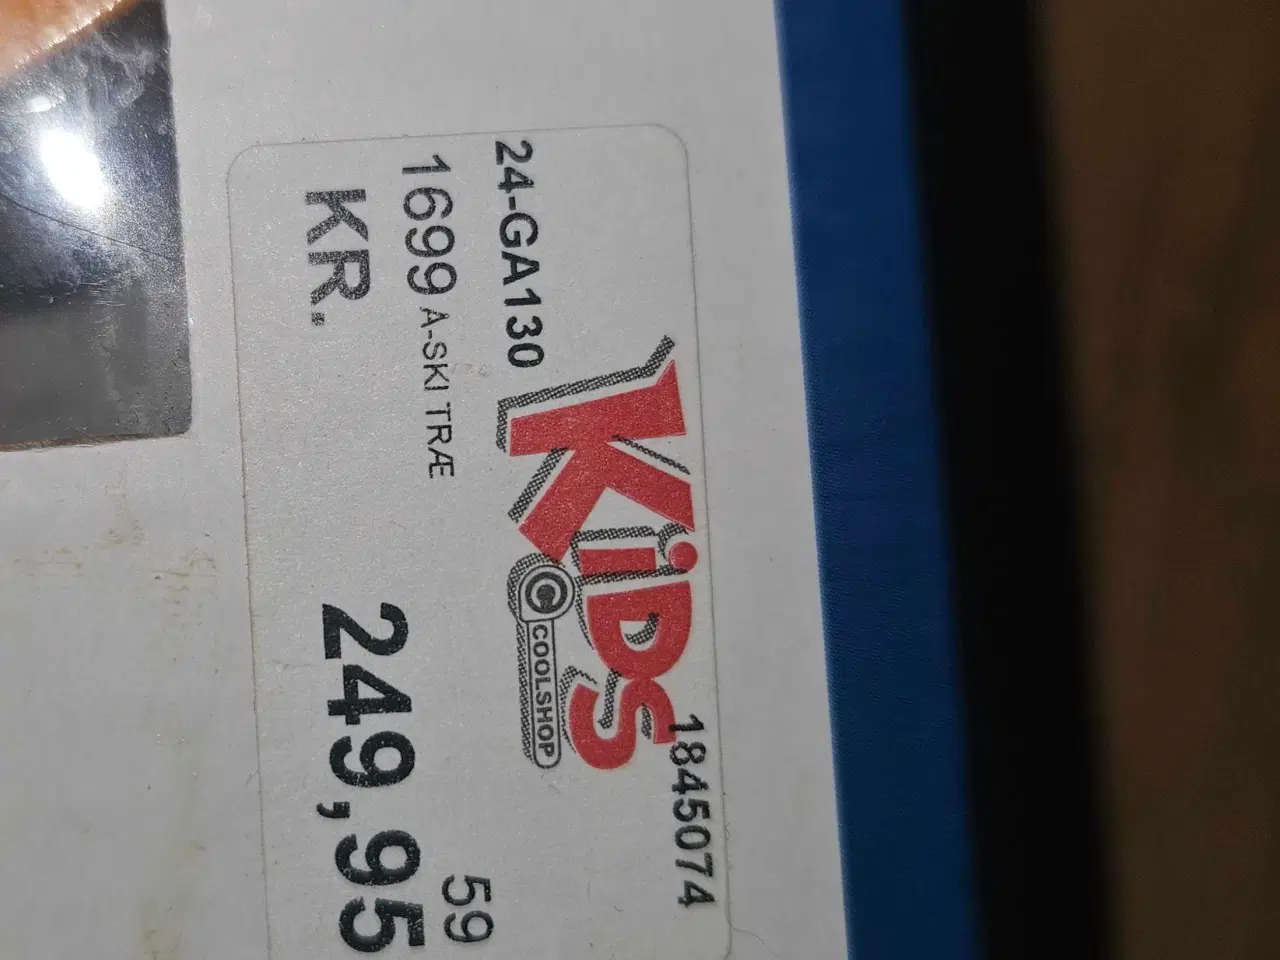 1845074
KiDS
C COOLSHOP
24-GA130
1699 A-SKI TRÆ 59
KR. 249,95